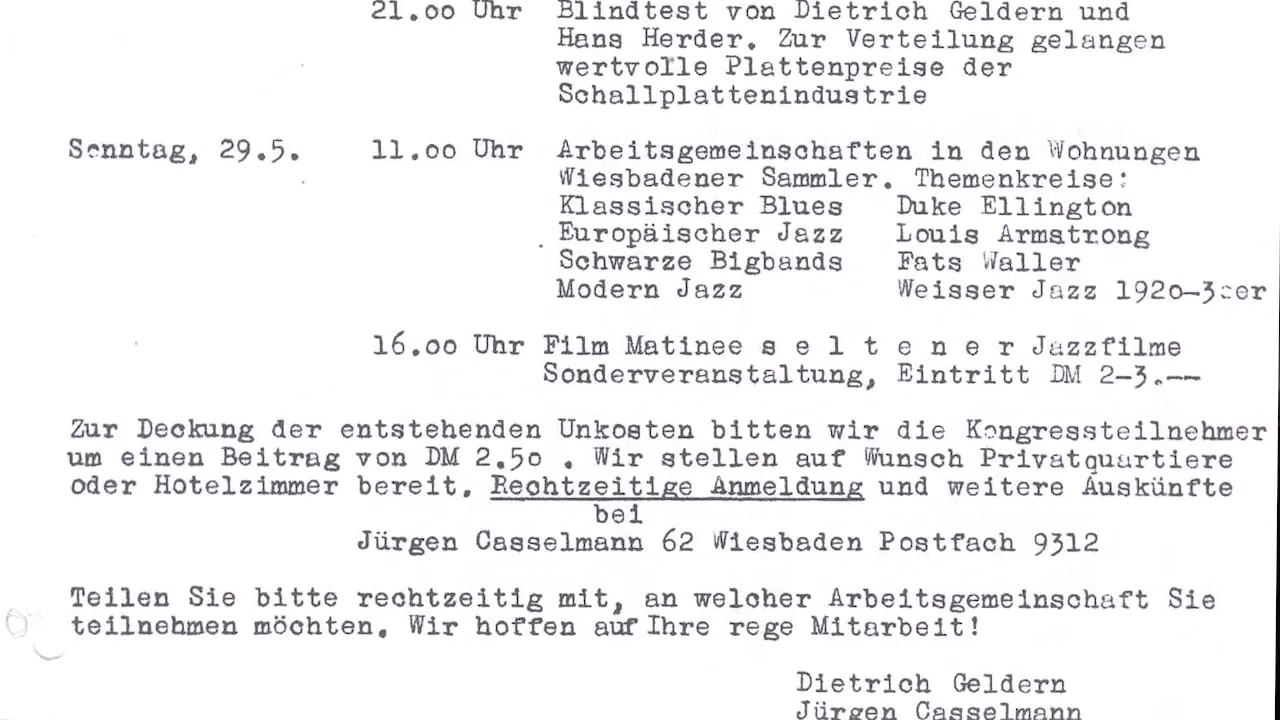 21.oo Uhr Blindtest von Dietrich Geldern und
Hans Herder. Zur Verteilung gelangen
wertvolle Plattenpreise der
Schallplattenindustrie
Sonntag, 29.5. 11.oo Uhr Arbeitsgemeinschaften in den Wohnungen
Wiesbadener Sammler. Themenkreise:
Klassischer Blues Duke Ellington
Europäischer Jazz Louis Armstrong
Schwarze Bigbands Fats Waller
Modern Jazz Weisser Jazz 192o-3oer
16.oo Uhr Film Matinee s e l t e n e r Jazzfilme
Sonderveranstaltung, Eintritt DM 2-3.--
Zur Deckung der entstehenden Unkosten bitten wir die Kongressteilnehmer
um einen Beitrag von DM 2.5o . Wir stellen auf Wunsch Privatquartiere
oder Hotelzimmer bereit. Rechtzeitige Anmeldung und weitere Auskünfte
bei
Jürgen Casselmann 62 Wiesbaden Postfach 9312
Teilen Sie bitte rechtzeitig mit, an welcher Arbeitsgemeinschaft Sie
teilnehmen möchten. Wir hoffen auf Ihre rege Mitarbeit!
Dietrich Geldern
Jürgen Casselmann